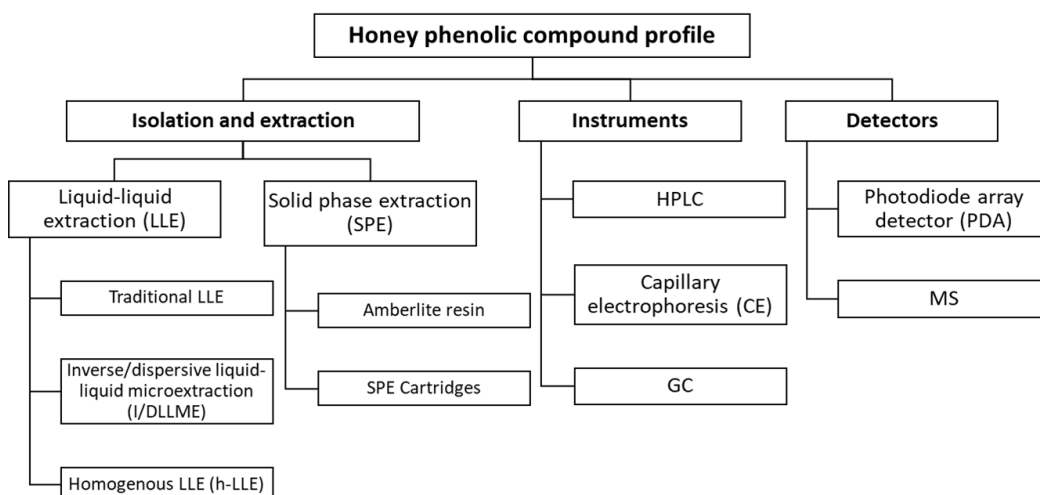 Honey phenolic compound profile
Isolation and extraction
Instruments
Detectors
Liquid-liquid
extraction (LLE)
Solid phase extraction
(SPE)
HPLC
Photodiode array
detector (PDA)
Traditional LLE
Amberlite resin
Capillary
electrophoresis (CE)
MS
Inverse/dispersive liquid-
liquid microextraction
(I/DLLME)
SPE Cartridges
GC
Homogenous LLE (h-LLE)